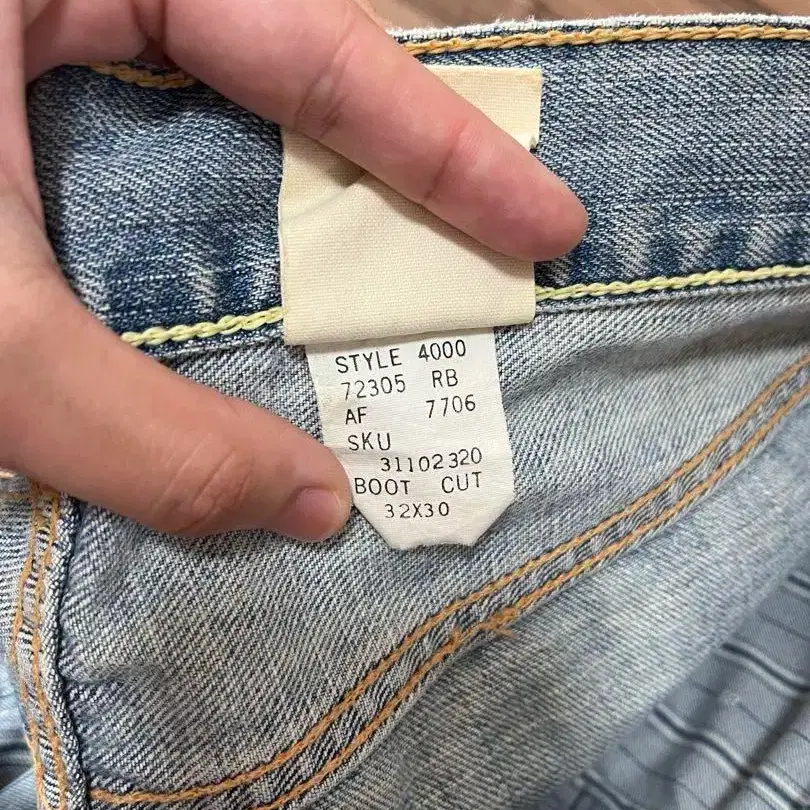 STYLE 4000
72305 RB
AF 7706
SKU
31102320
BOOT CUT
32X30